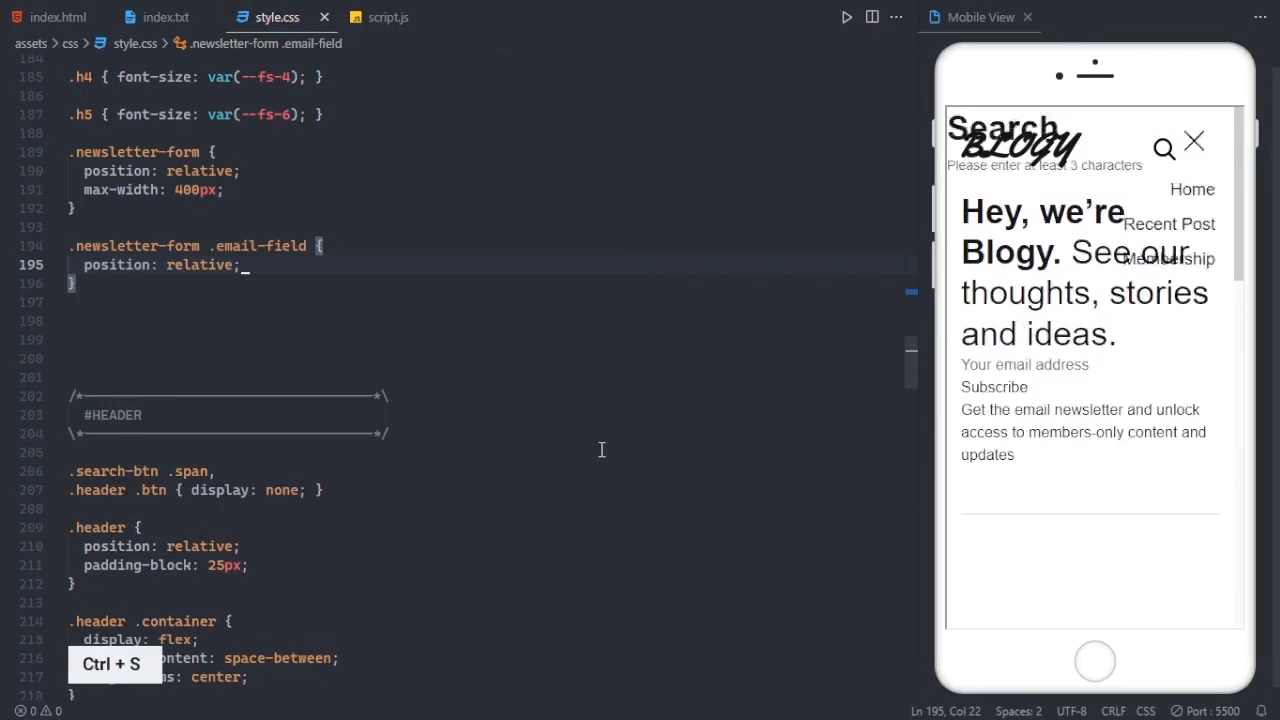 index.html
index.txt
style.css
script.js
assets > css > style.css > .newsletter-form .email-field
184
185 .h4 { font-size: var(--fs-4); }
186
187 .h5 { font-size: var(--fs-6); }
188
189 .newsletter-form {
190 position: relative;
191 max-width: 400px;
192 }
193
194 .newsletter-form .email-field {
195 position: relative;
196 }
197
198
199
200
201
202 /*-----------------------------------*\
203 #HEADER
204 \*-----------------------------------*/
205
206 .search-btn .span,
207 .header .btn { display: none; }
208
209 .header {
210 position: relative;
211 padding-block: 25px;
212 }
213
214 .header .container {
215 display: flex;
216 ontent: space-between;
217 ms: center;
218 }
Ctrl + S
0 0
Ln 195, Col 22
Spaces: 2
UTF-8
CRLF
CSS
Port : 5500
Mobile View
Search
BLOGY
Please enter at least 3 characters
Home
Recent Post
Membership
Hey, we’re
Blogy. See our
thoughts, stories
and ideas.
Your email address
Subscribe
Get the email newsletter and unlock
access to members-only content and
updates